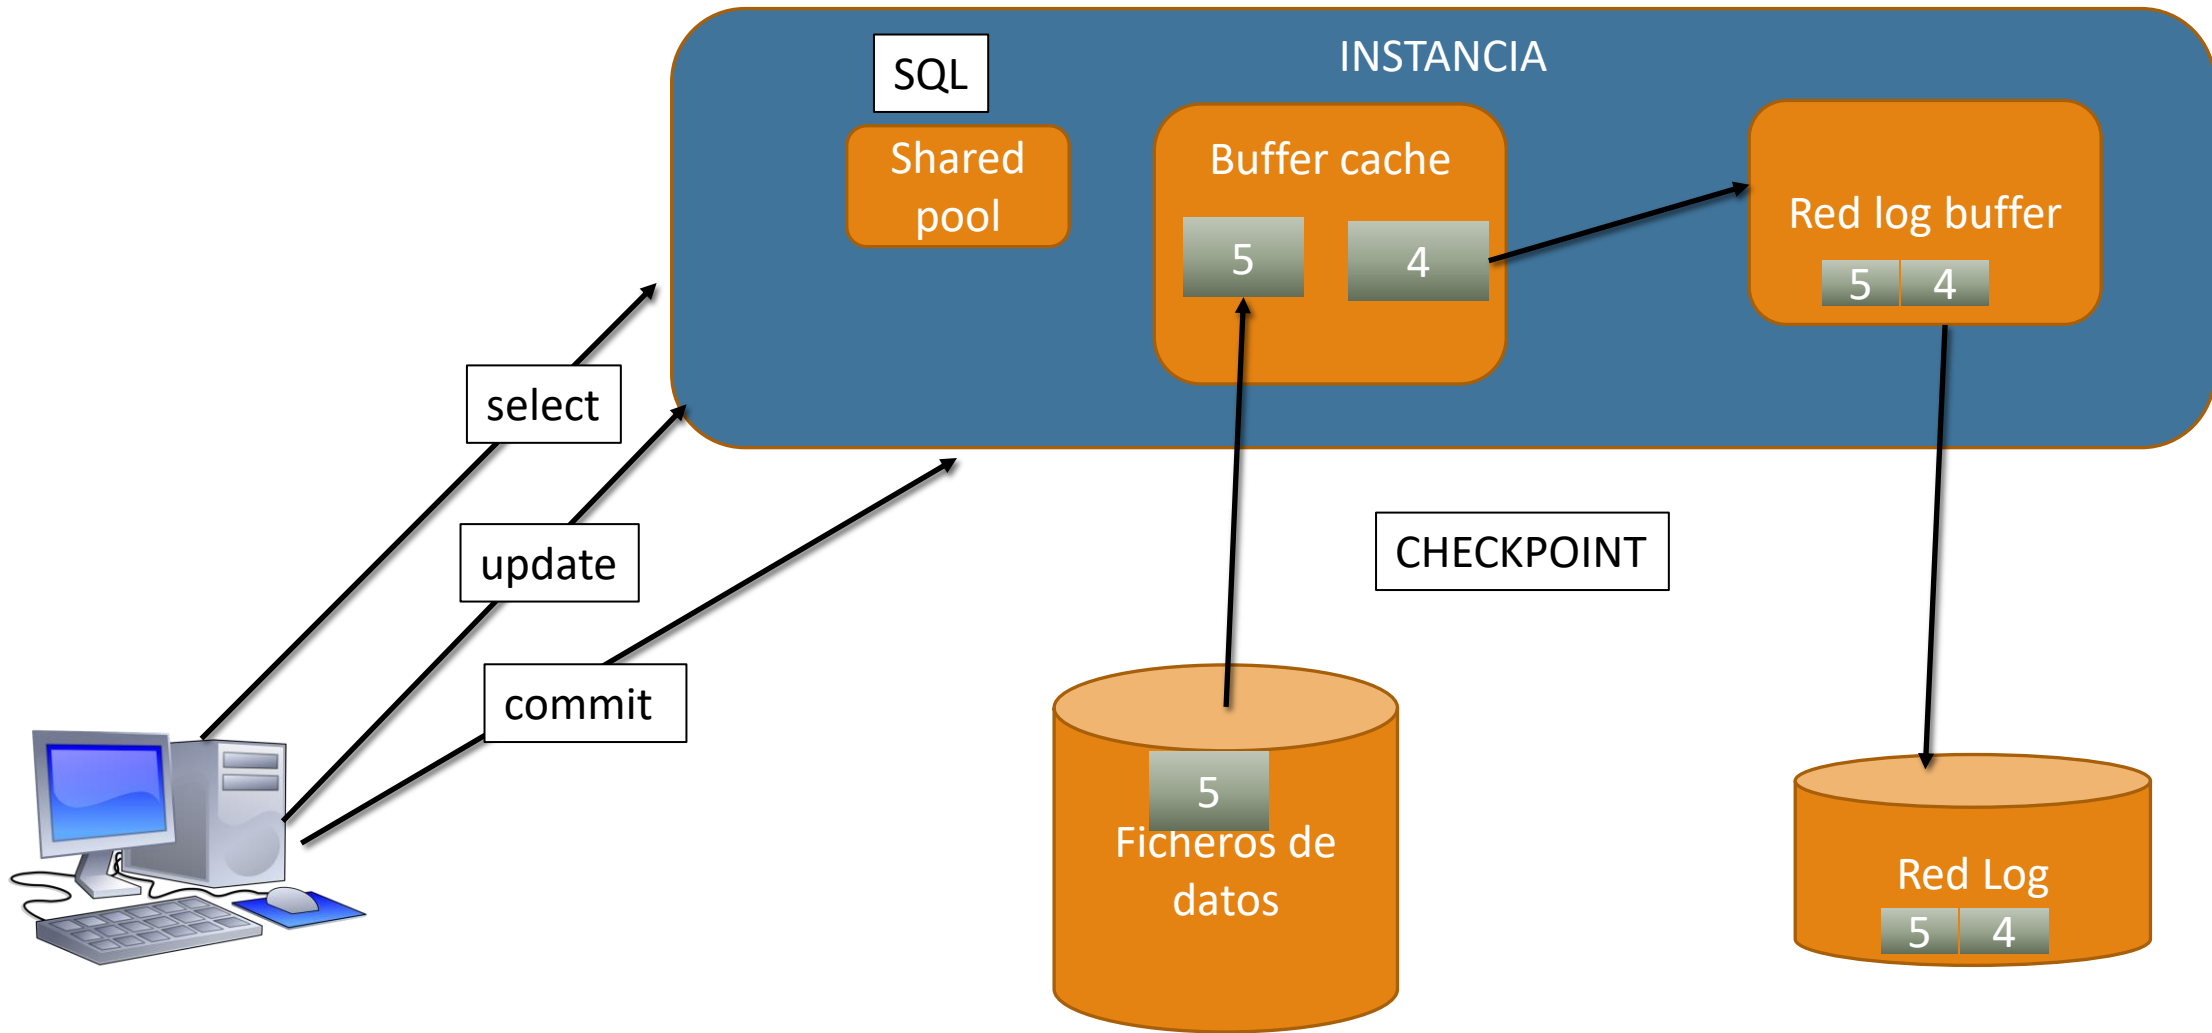 INSTANCIA
SQL
Shared
pool
Buffer cache
5
4
Red log buffer
5
4
select
update
commit
CHECKPOINT
5
Ficheros de
datos
Red Log
5
4